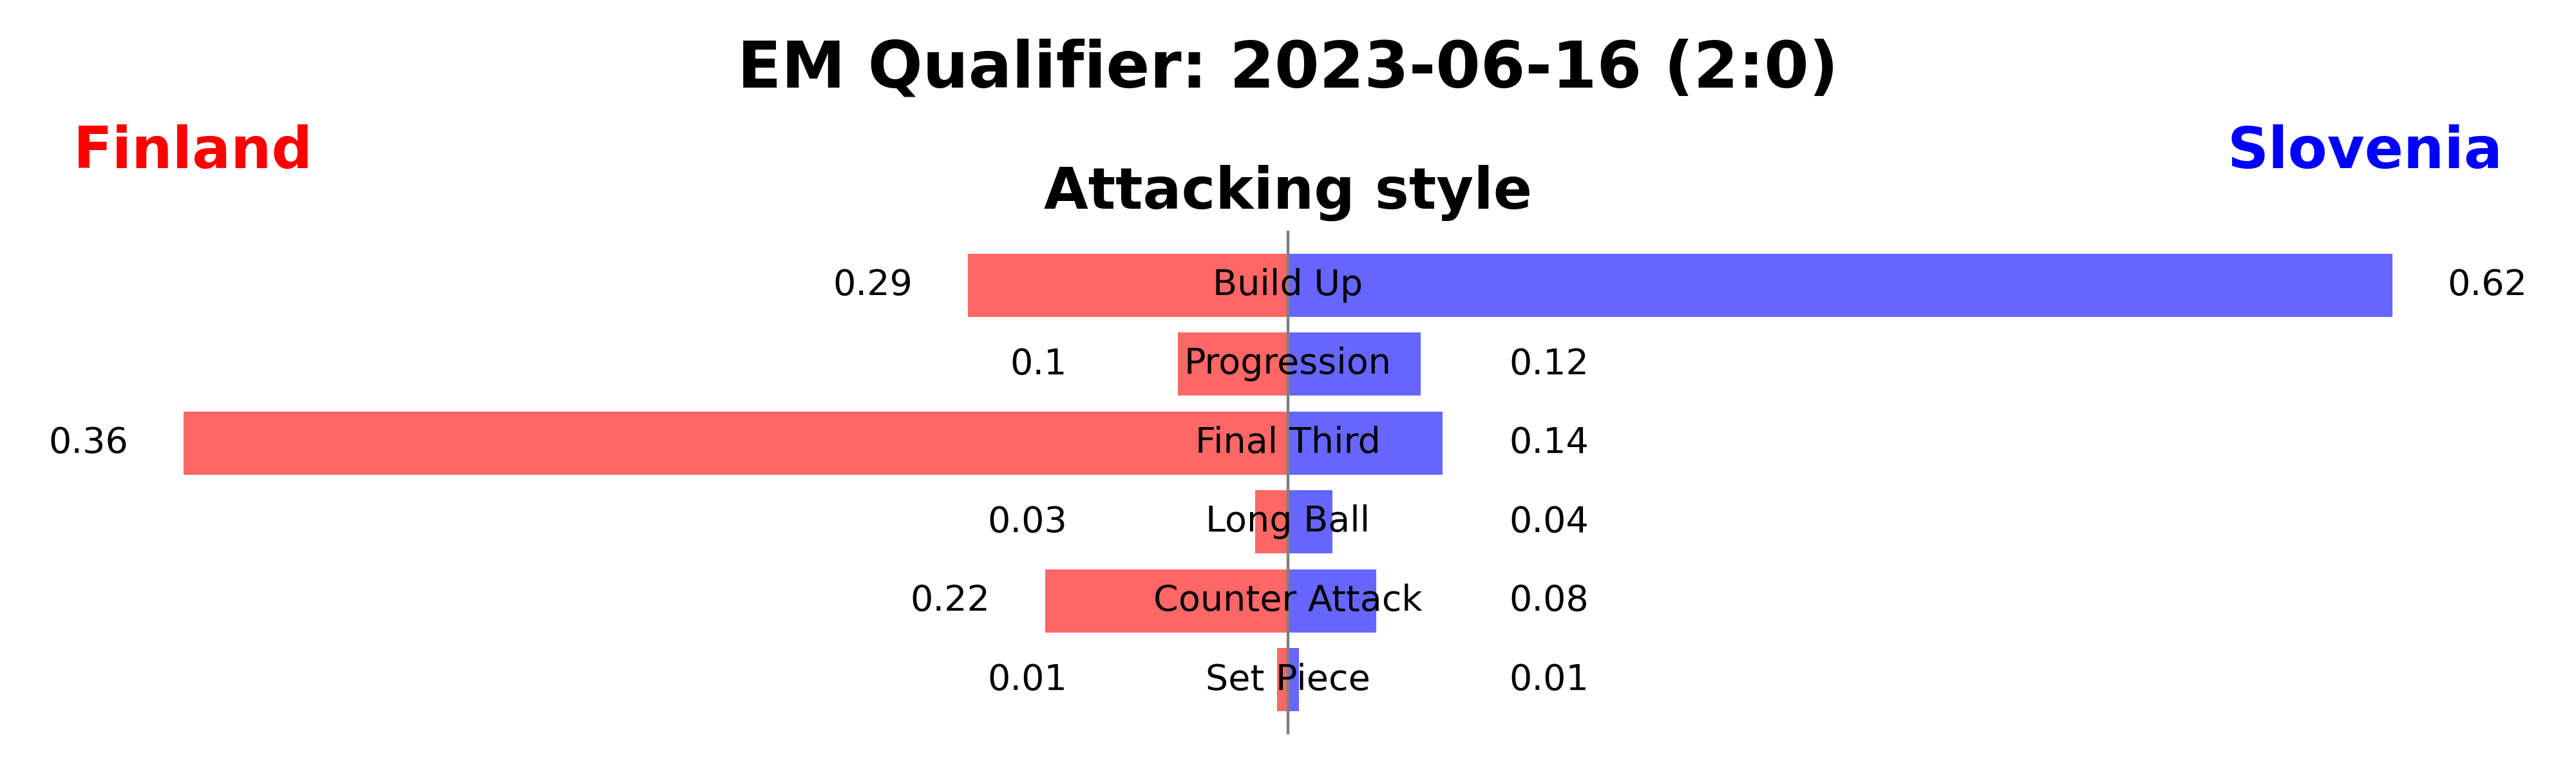 EM Qualifier: 2023-06-16 (2:0)
Finland Slovenia
Attacking style
0.29 Build Up 0.62
0.1 Progression 0.12
0.36 Final Third 0.14
0.03 Long Ball 0.04
0.22 Counter Attack 0.08
0.01 Set Piece 0.01